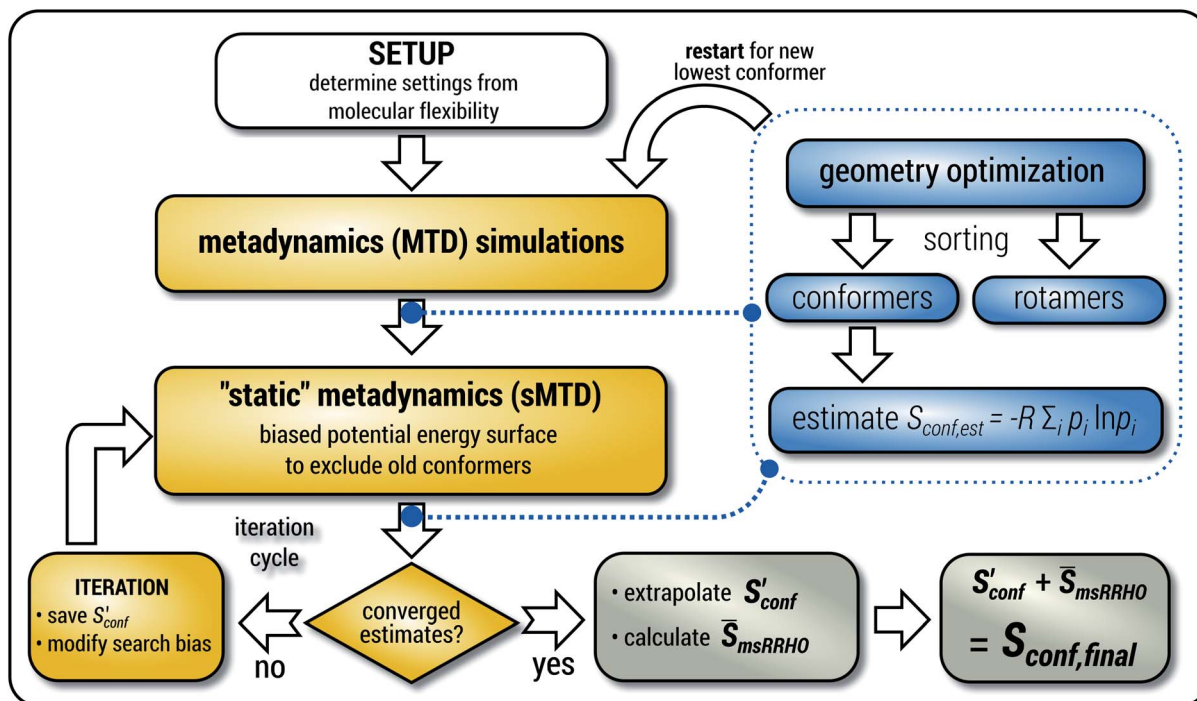 SETUP
determine settings from
molecular flexibility
restart for new
lowest conformer
geometry optimization
sorting
conformers
rotamers
estimate S_conf,est = -R Σ_i p_i lnp_i
metadynamics (MTD) simulations
"static" metadynamics (sMTD)
biased potential energy surface
to exclude old conformers
iteration
cycle
ITERATION
• save S'_conf
• modify search bias
no
converged
estimates?
yes
• extrapolate S'_conf
• calculate S̅_msRRHO
S'_conf + S̅_msRRHO
= S_conf,final